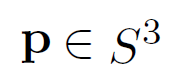 𝐩 ∈ S³